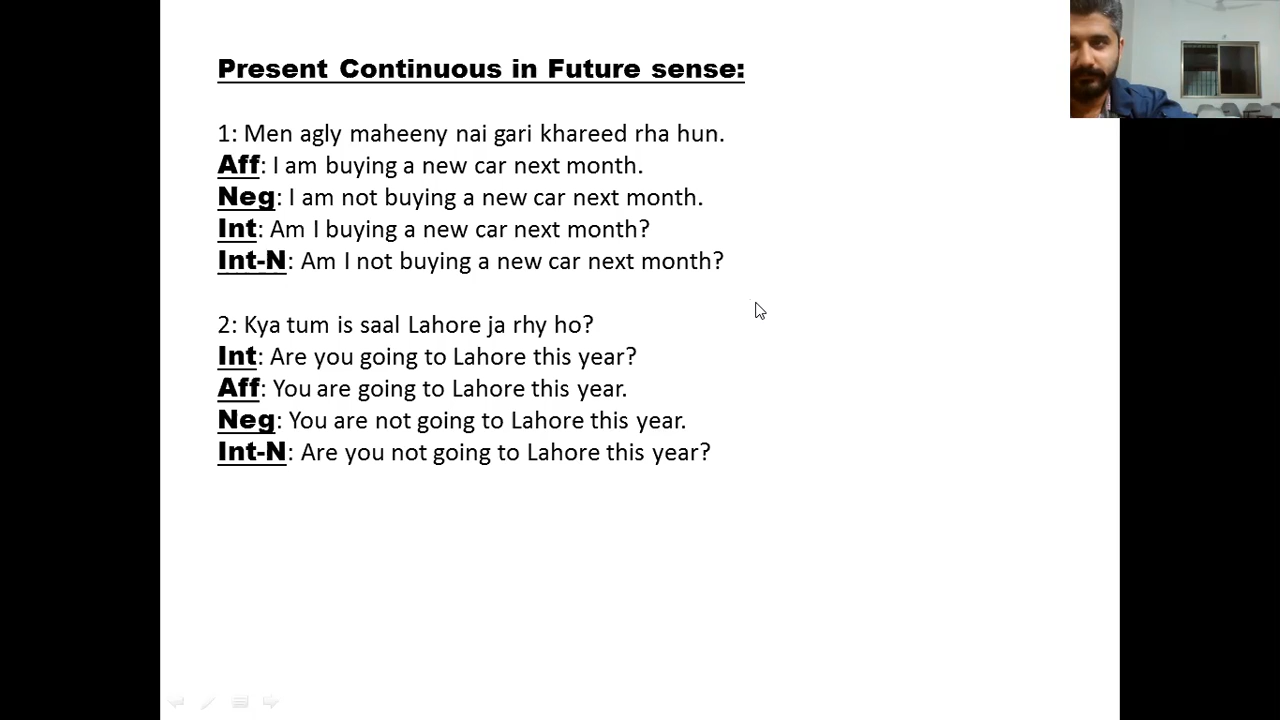 Present Continuous in Future sense:
1: Men agly maheeny nai gari khareed rha hun.
Aff: I am buying a new car next month.
Neg: I am not buying a new car next month.
Int: Am I buying a new car next month?
Int-N: Am I not buying a new car next month?
2: Kya tum is saal Lahore ja rhy ho?
Int: Are you going to Lahore this year?
Aff: You are going to Lahore this year.
Neg: You are not going to Lahore this year.
Int-N: Are you not going to Lahore this year?